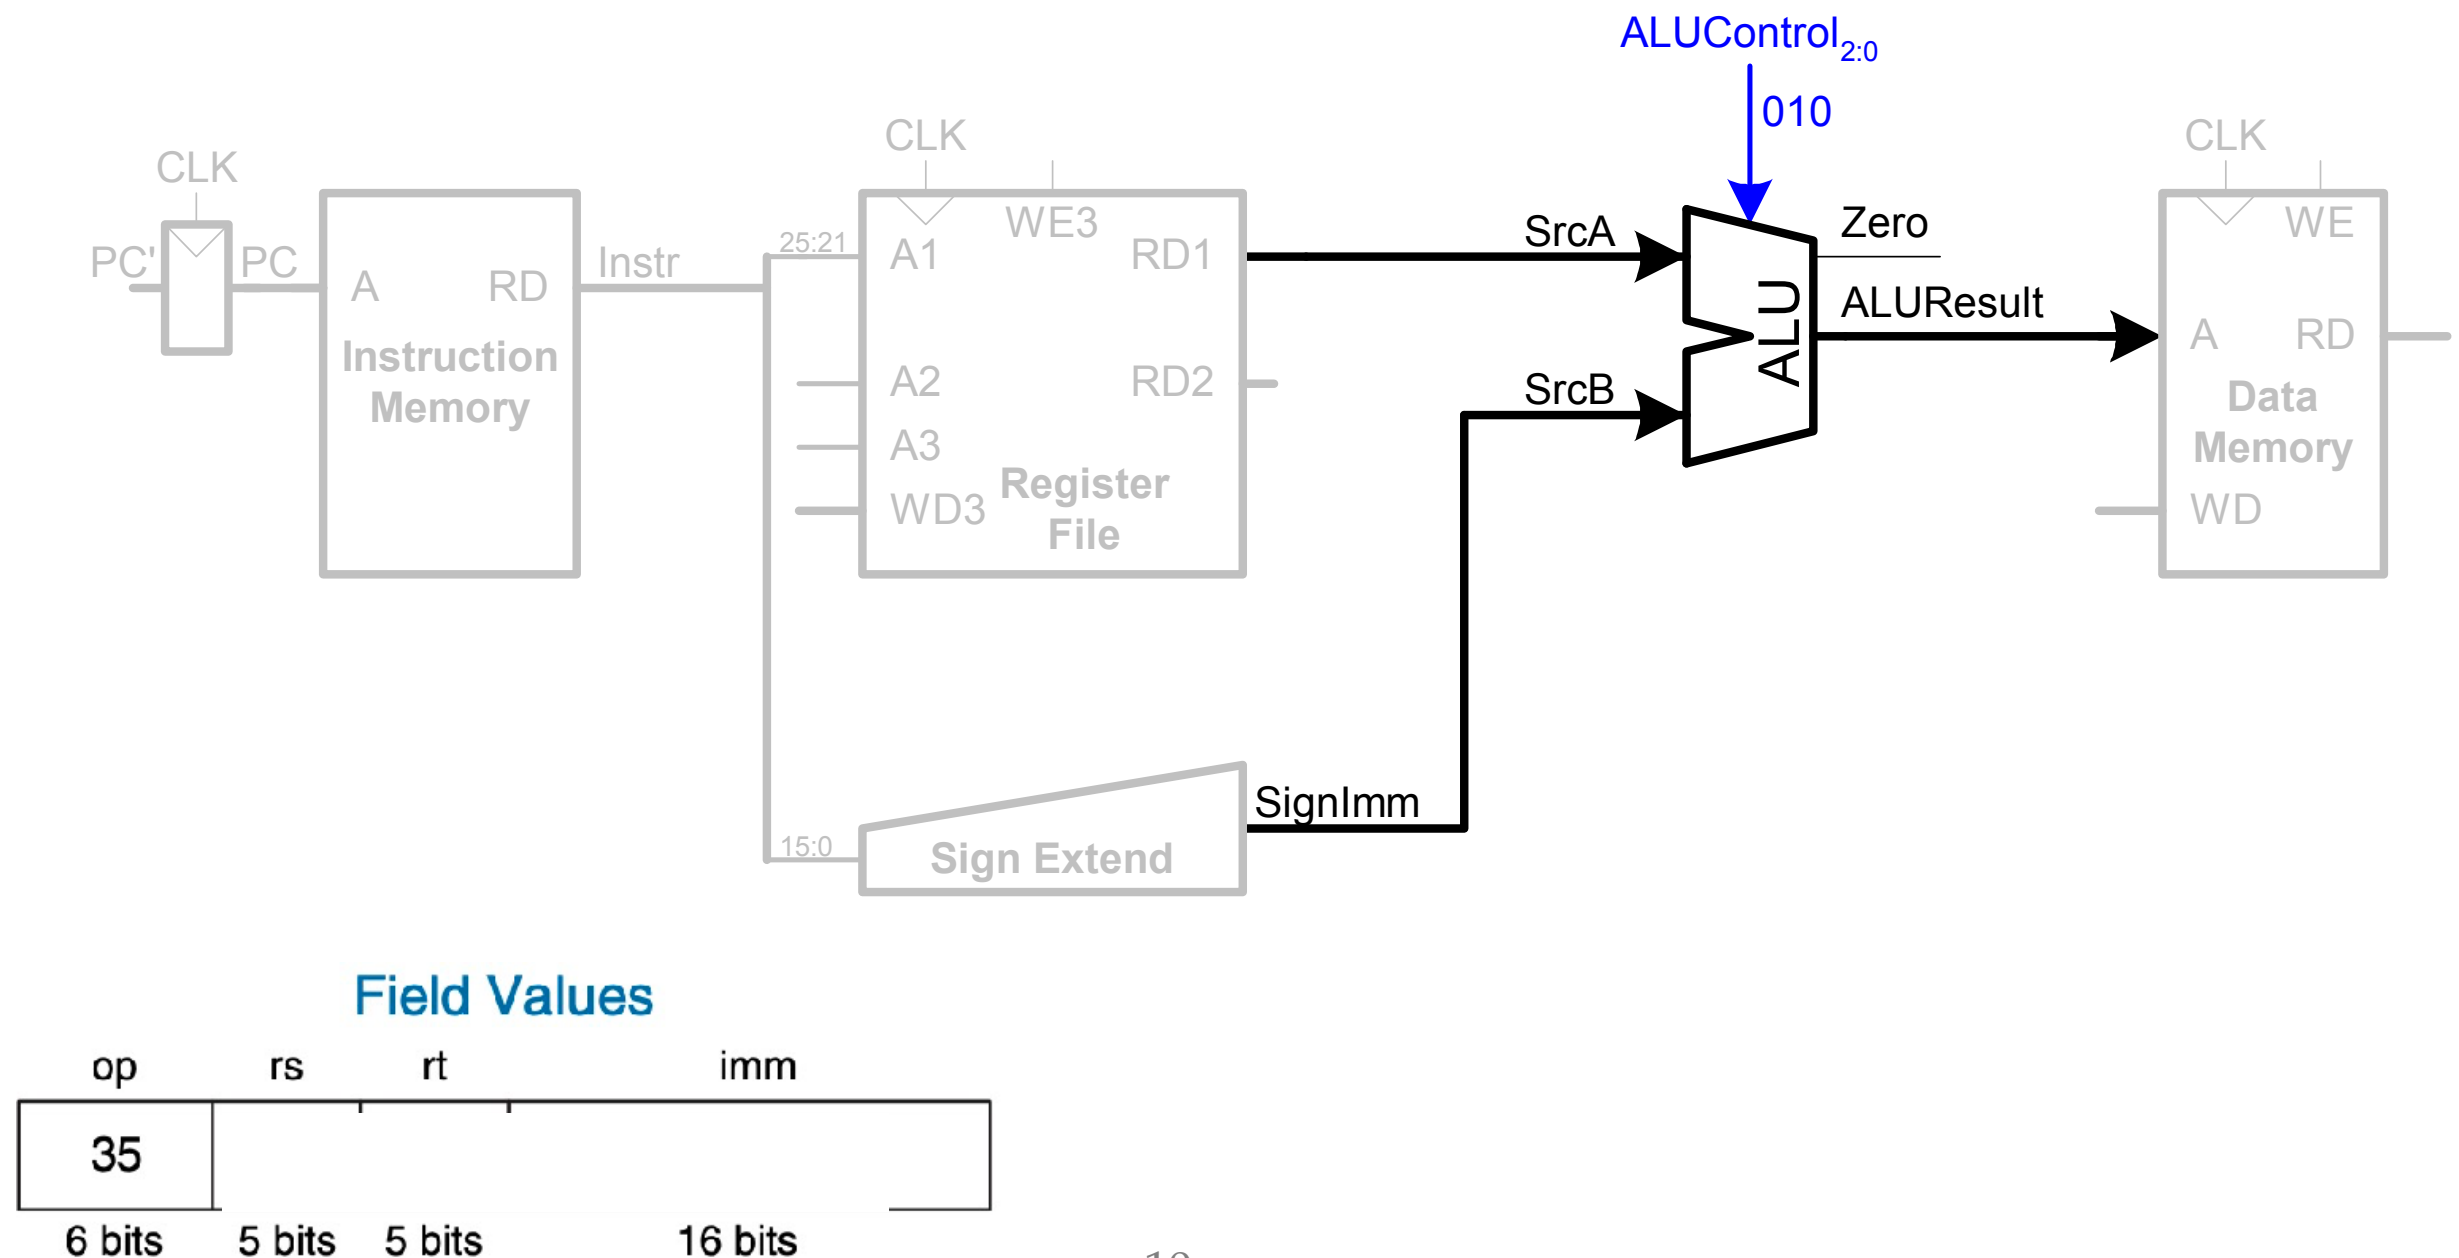 ALUControl2:0
010
CLK
CLK
CLK
PC'
PC
A
RD
Instruction
Memory
Instr
25:21
A1
WE3
RD1
A2
RD2
A3
WD3
Register
File
SrcA
SrcB
ALU
Zero
ALUResult
WE
A
RD
Data
Memory
WD
15:0
Sign Extend
SignImm
Field Values
op rs rt imm
35
6 bits 5 bits 5 bits 16 bits